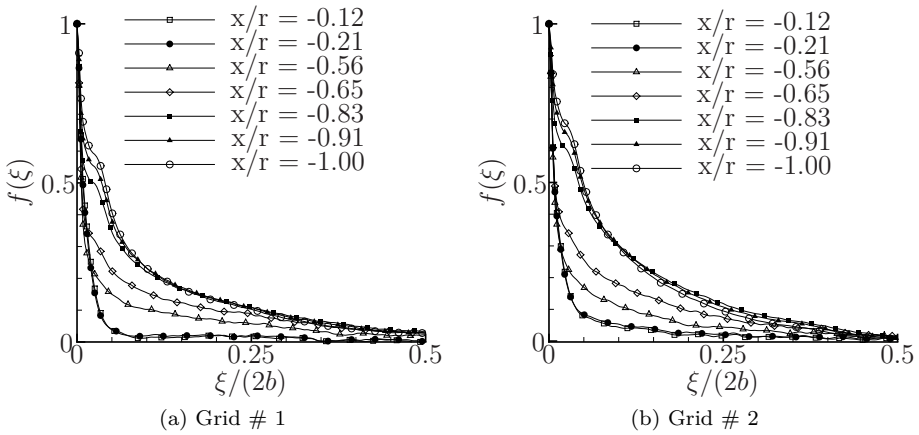 1
0.5
0
f(ξ)
x/r = -0.12
x/r = -0.21
x/r = -0.56
x/r = -0.65
x/r = -0.83
x/r = -0.91
x/r = -1.00
0 0.25 0.5
ξ/(2b)
(a) Grid # 1
1
0.5
0
f(ξ)
x/r = -0.12
x/r = -0.21
x/r = -0.56
x/r = -0.65
x/r = -0.83
x/r = -0.91
x/r = -1.00
0 0.25 0.5
ξ/(2b)
(b) Grid # 2